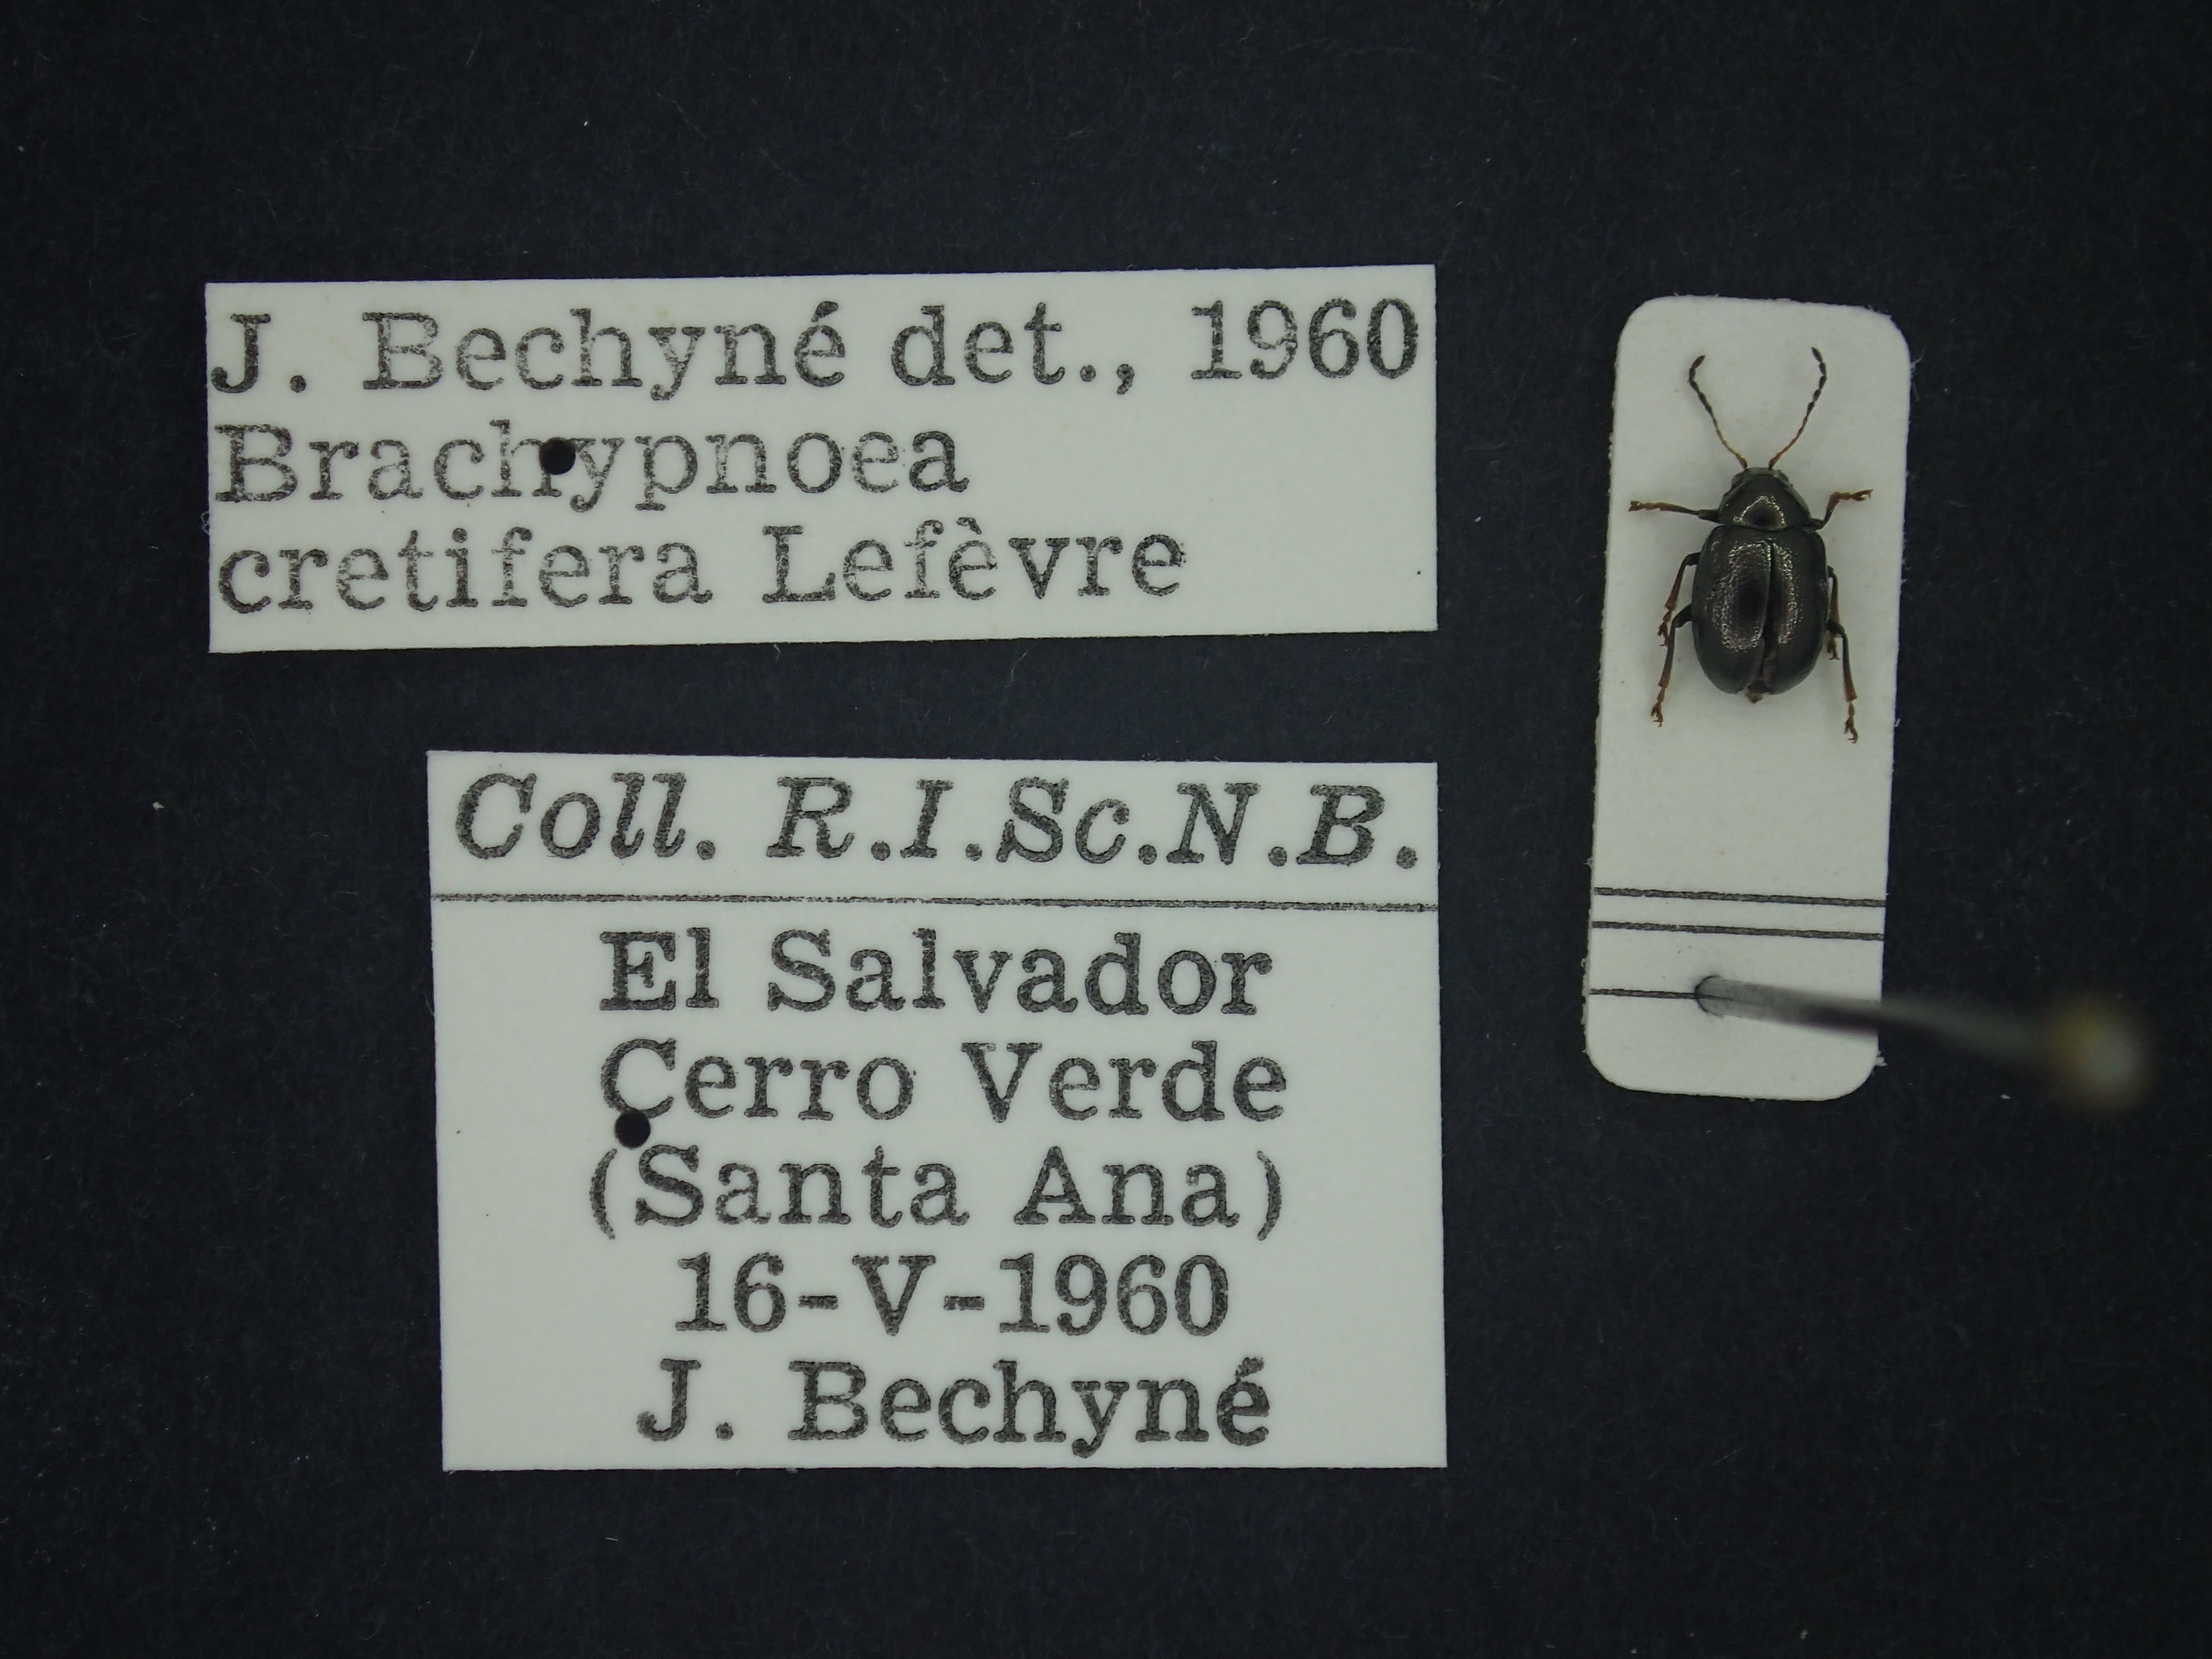 J. Bechyné det., 1960
Brachypnoea
cretifera Lefèvre
Coll. R.I.Sc.N.B.
El Salvador
Cerro Verde
(Santa Ana)
16-V-1960
J. Bechyné